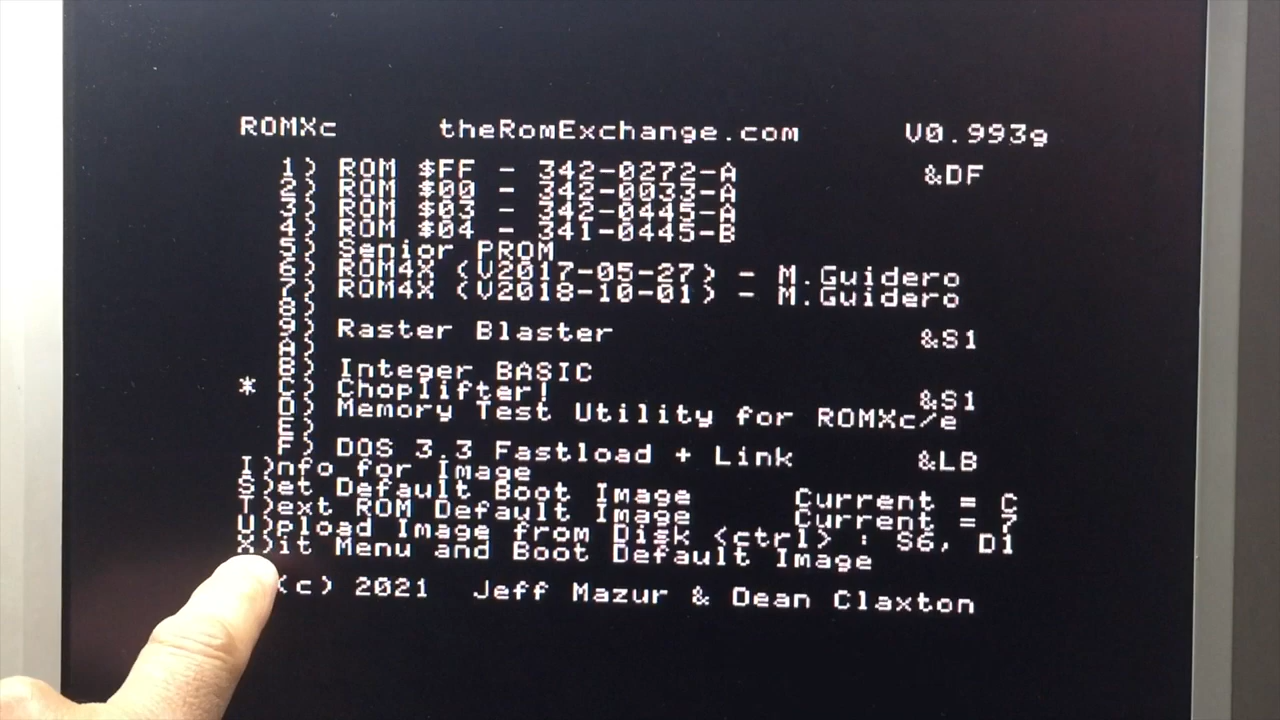 ROMXc theRomExchange.com V0.993g
1) ROM $FF - 342-0272-A &DF
2) ROM $00 - 342-0033-A
3) ROM $03 - 342-0445-A
4) ROM $04 - 341-0445-B
5) Senior PROM
6) ROM4X (V2017-05-27) - M.Guidero
7) ROM4X (V2018-10-01) - M.Guidero
8)
9) Raster Blaster &S1
A)
B) Integer BASIC
* C) Choplifter! &S1
D) Memory Test Utility for ROMXc/e
E)
F) DOS 3.3 Fastload + Link &LB
I)nfo for Image
S)et Default Boot Image Current = C
T)ext ROM Default Image Current = 7
U)pload Image from Disk <ctrl> : S6, D1
X)it Menu and Boot Default Image
(c) 2021 Jeff Mazur & Dean Claxton